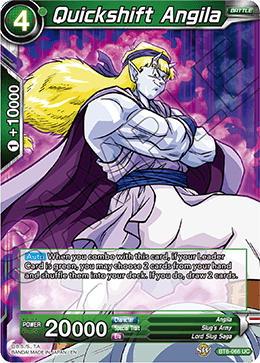 4
Quickshift Angila
BATTLE
1 +10000
Auto When you combo with this card, if your Leader
Card is green, you may choose 2 cards from your hand
and shuffle them into your deck. If you do, draw 2 cards.
POWER 20000
Character Angila
Special Trait Slug's Army
Era Lord Slug Saga
©B.S./S., T.A.
BANDAI MADE IN JAPAN / EN
BT8-066 UC